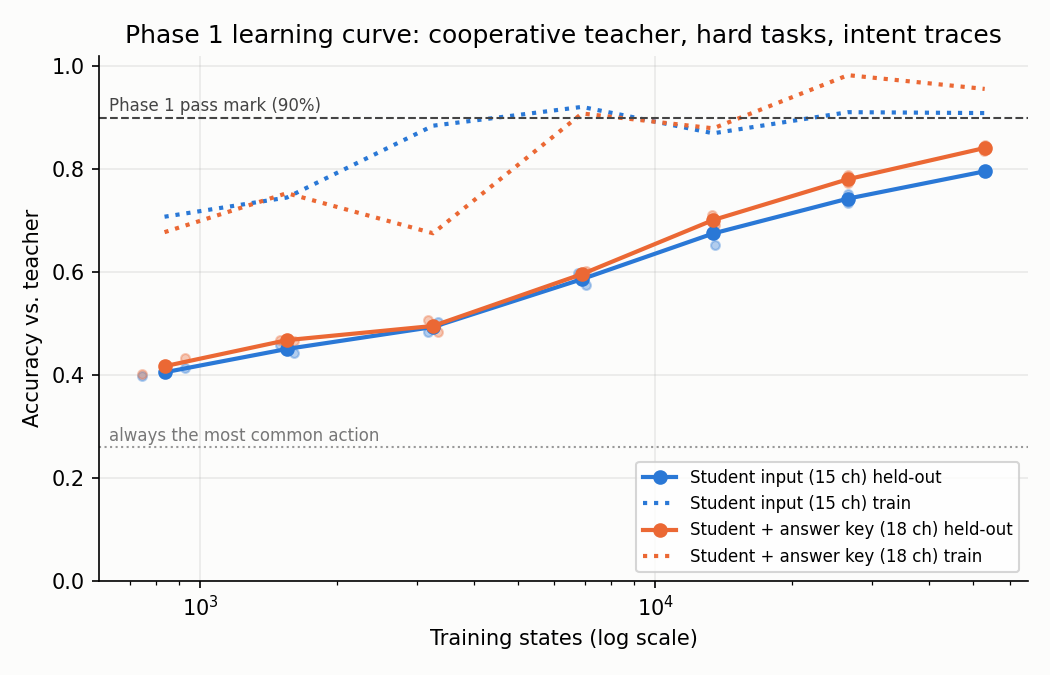 Phase 1 learning curve: cooperative teacher, hard tasks, intent traces
1.0
Phase 1 pass mark (90%)
0.8
0.6
0.4
always the most common action
0.2
0.0
Accuracy vs. teacher
Student input (15 ch) held-out
Student input (15 ch) train
Student + answer key (18 ch) held-out
Student + answer key (18 ch) train
10³
10⁴
Training states (log scale)